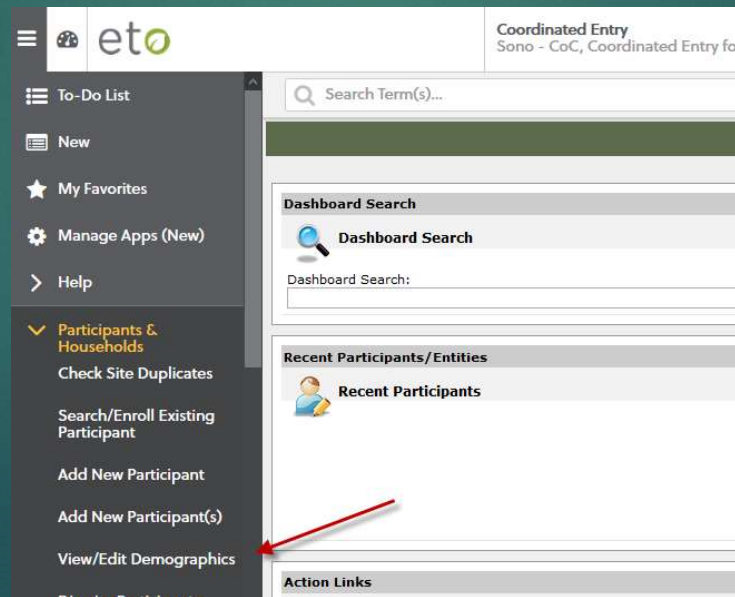 eto
Coordinated Entry
Sono - CoC, Coordinated Entry fo
To-Do List
New
My Favorites
Manage Apps (New)
Help
Participants &
Households
Check Site Duplicates
Search/Enroll Existing
Participant
Add New Participant
Add New Participant(s)
View/Edit Demographics
Search Term(s)...
Dashboard Search
Dashboard Search
Dashboard Search:
Recent Participants/Entities
Recent Participants
Action Links